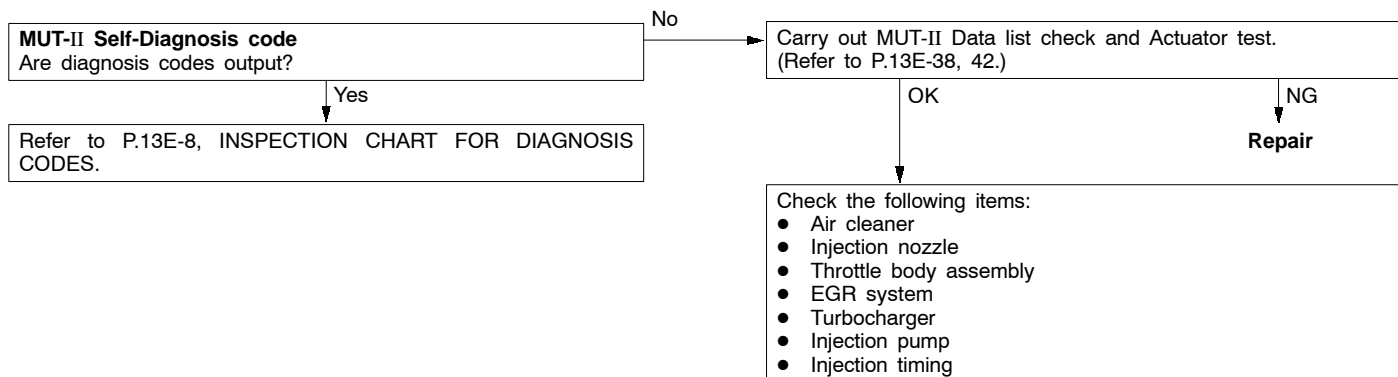 MUT-II Self-Diagnosis code
Are diagnosis codes output?
No
Carry out MUT-II Data list check and Actuator test.
(Refer to P.13E-38, 42.)
Yes
OK
NG
Refer to P.13E-8, INSPECTION CHART FOR DIAGNOSIS
CODES.
Repair
Check the following items:
● Air cleaner
● Injection nozzle
● Throttle body assembly
● EGR system
● Turbocharger
● Injection pump
● Injection timing